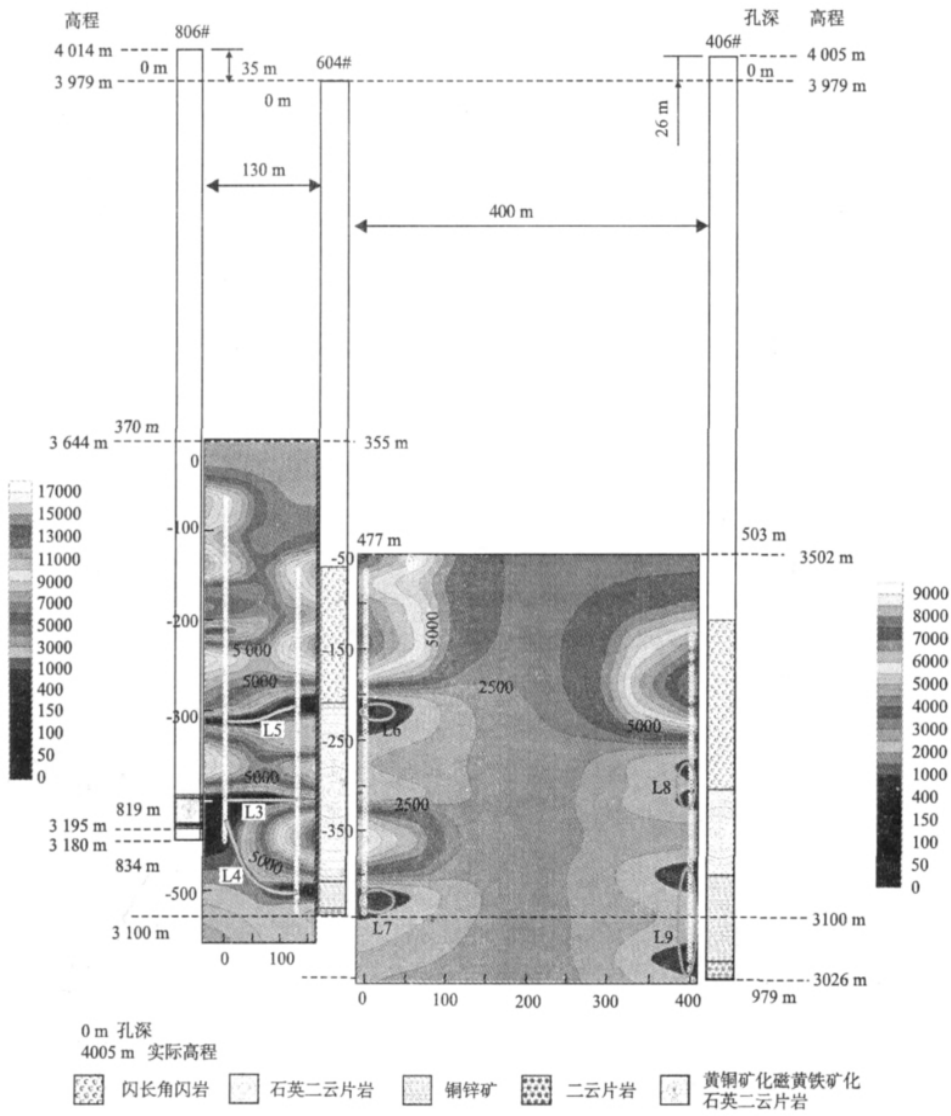 高程
806#
孔深
高程
4 014 m
0 m
35 m
604#
406#
4 005 m
3 979 m
0 m
0 m
3 979 m
26 m
130 m
400 m
370 m
3 644 m
355 m
0
17000
15000
13000
11000
9000
7000
5000
3000
1000
400
150
100
50
0
-100
-200
-300
-500
477 m
503 m
3502 m
-50
-150
-250
-350
9000
8000
7000
6000
5000
4000
3000
2000
1000
400
150
100
50
0
5 000
5000
5000
5000
5000
2500
5000
2500
L5
L6
L8
L3
L4
L7
L9
819 m
3 195 m
3 180 m
834 m
3 100 m
3100 m
3026 m
979 m
0
100
0
100
200
300
400
0 m 孔深
4005 m 实际高程
闪长角闪岩
石英二云片岩
铜锌矿
二云片岩
黄铜矿化磁黄铁矿化
石英二云片岩